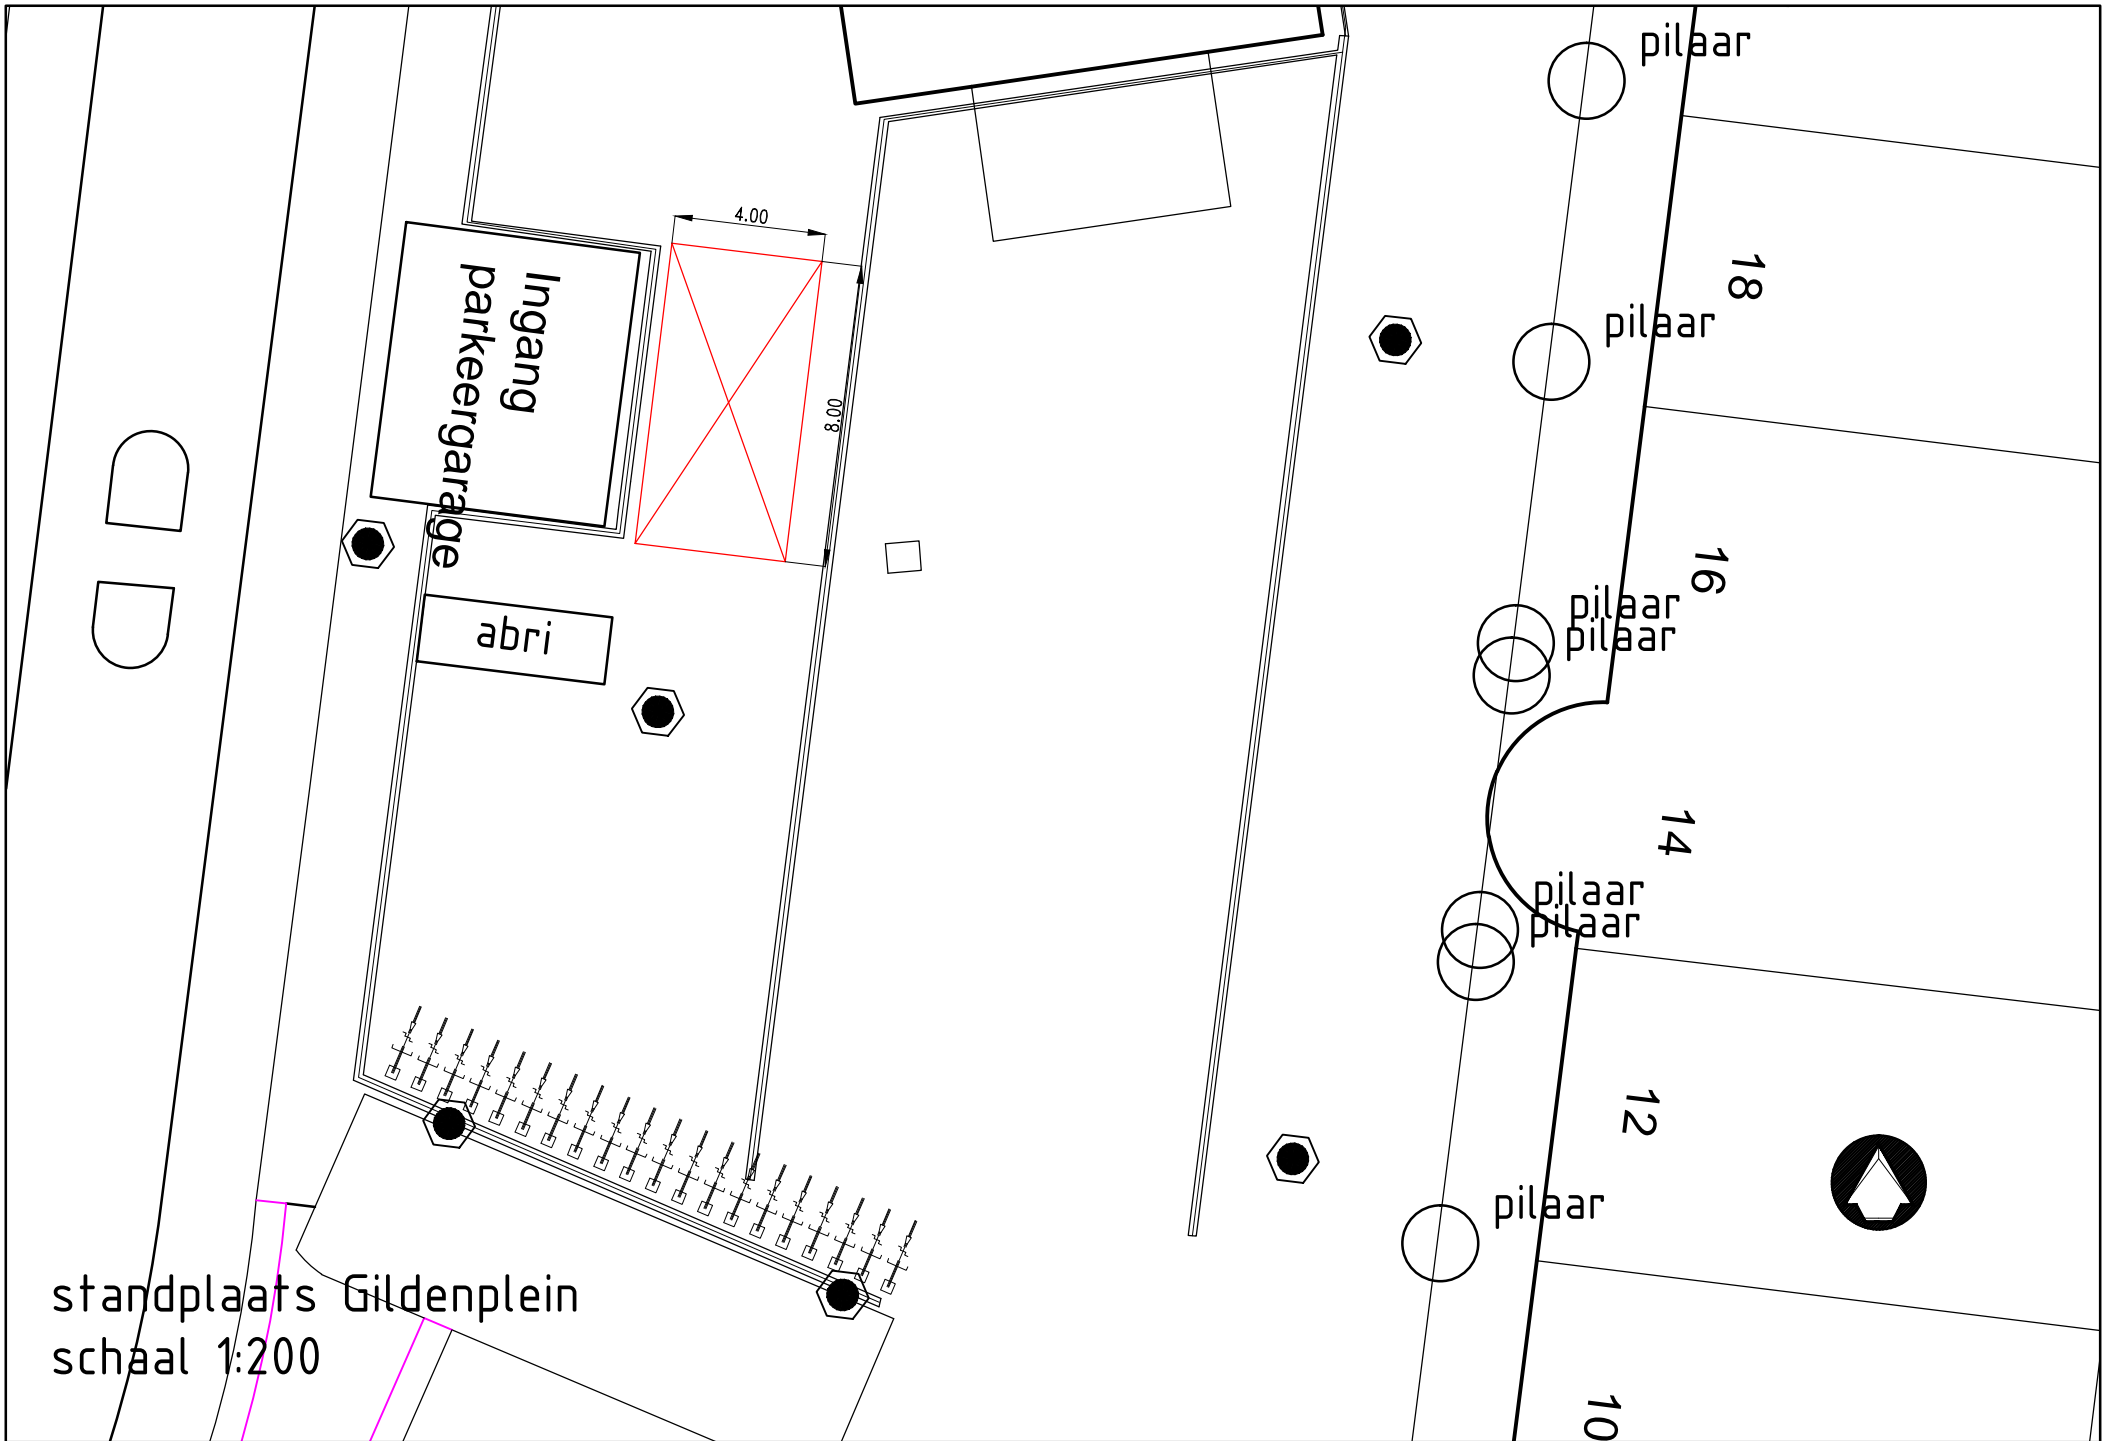 pilaar
4.00
18
Ingang
parkeergarage
pilaar
8.00
16
pilaar
pilaar
abri
14
pilaar
pilaar
12
pilaar
standplaats Gildenplein
schaal 1:200
10